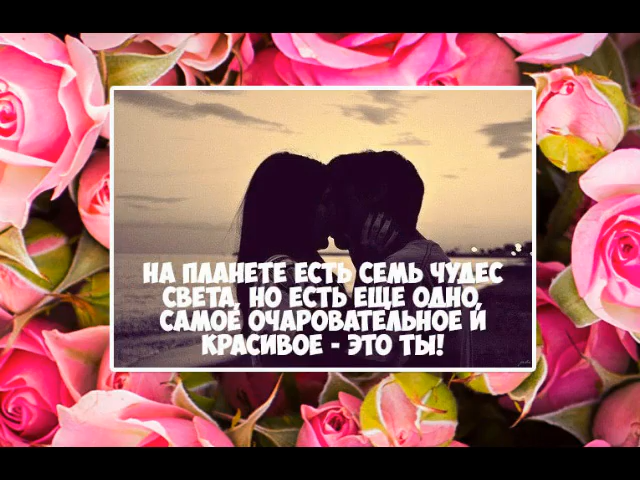 НА ПЛАНЕТЕ ЕСТЬ СЕМЬ ЧУДЕС
СВЕТА, НО ЕСТЬ ЕЩЕ ОДНО,
САМОЕ ОЧАРОВАТЕЛЬНОЕ И
КРАСИВОЕ - ЭТО ТЫ!